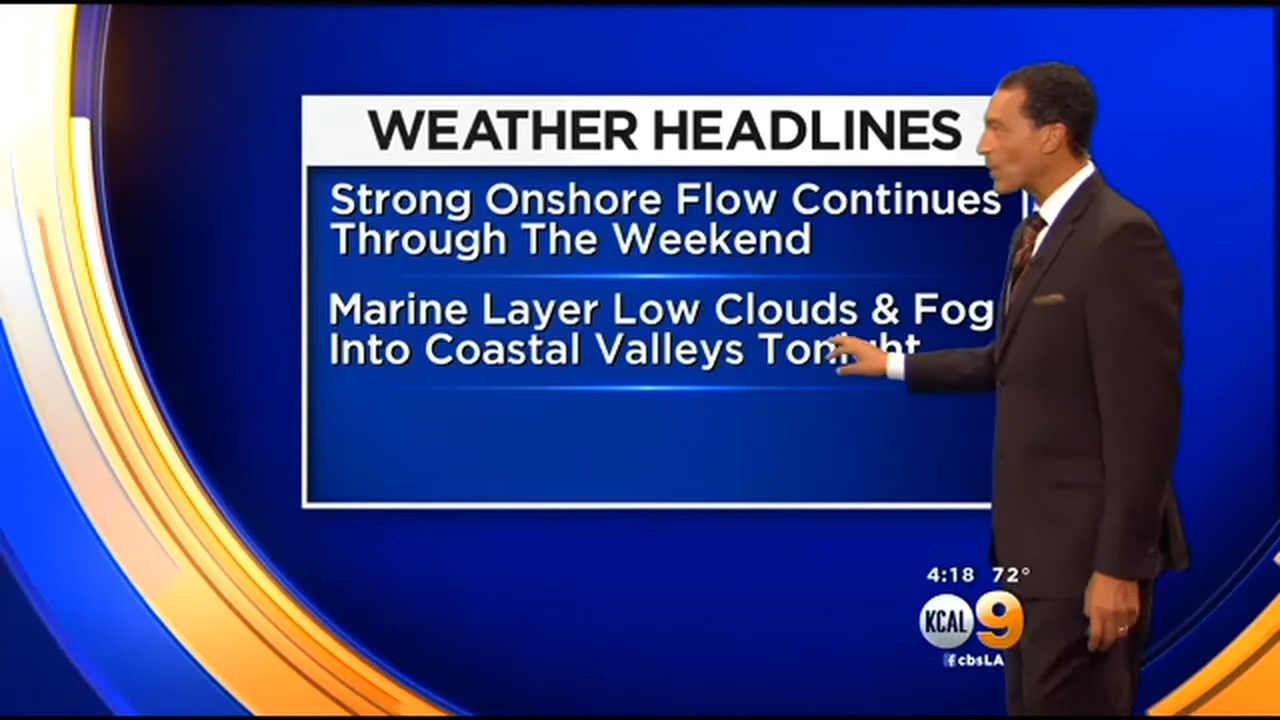 WEATHER HEADLINES
Strong Onshore Flow Continues
Through The Weekend
Marine Layer Low Clouds & Fog
Into Coastal Valleys Tonight
4:18 72°
KCAL 9
cbsLA